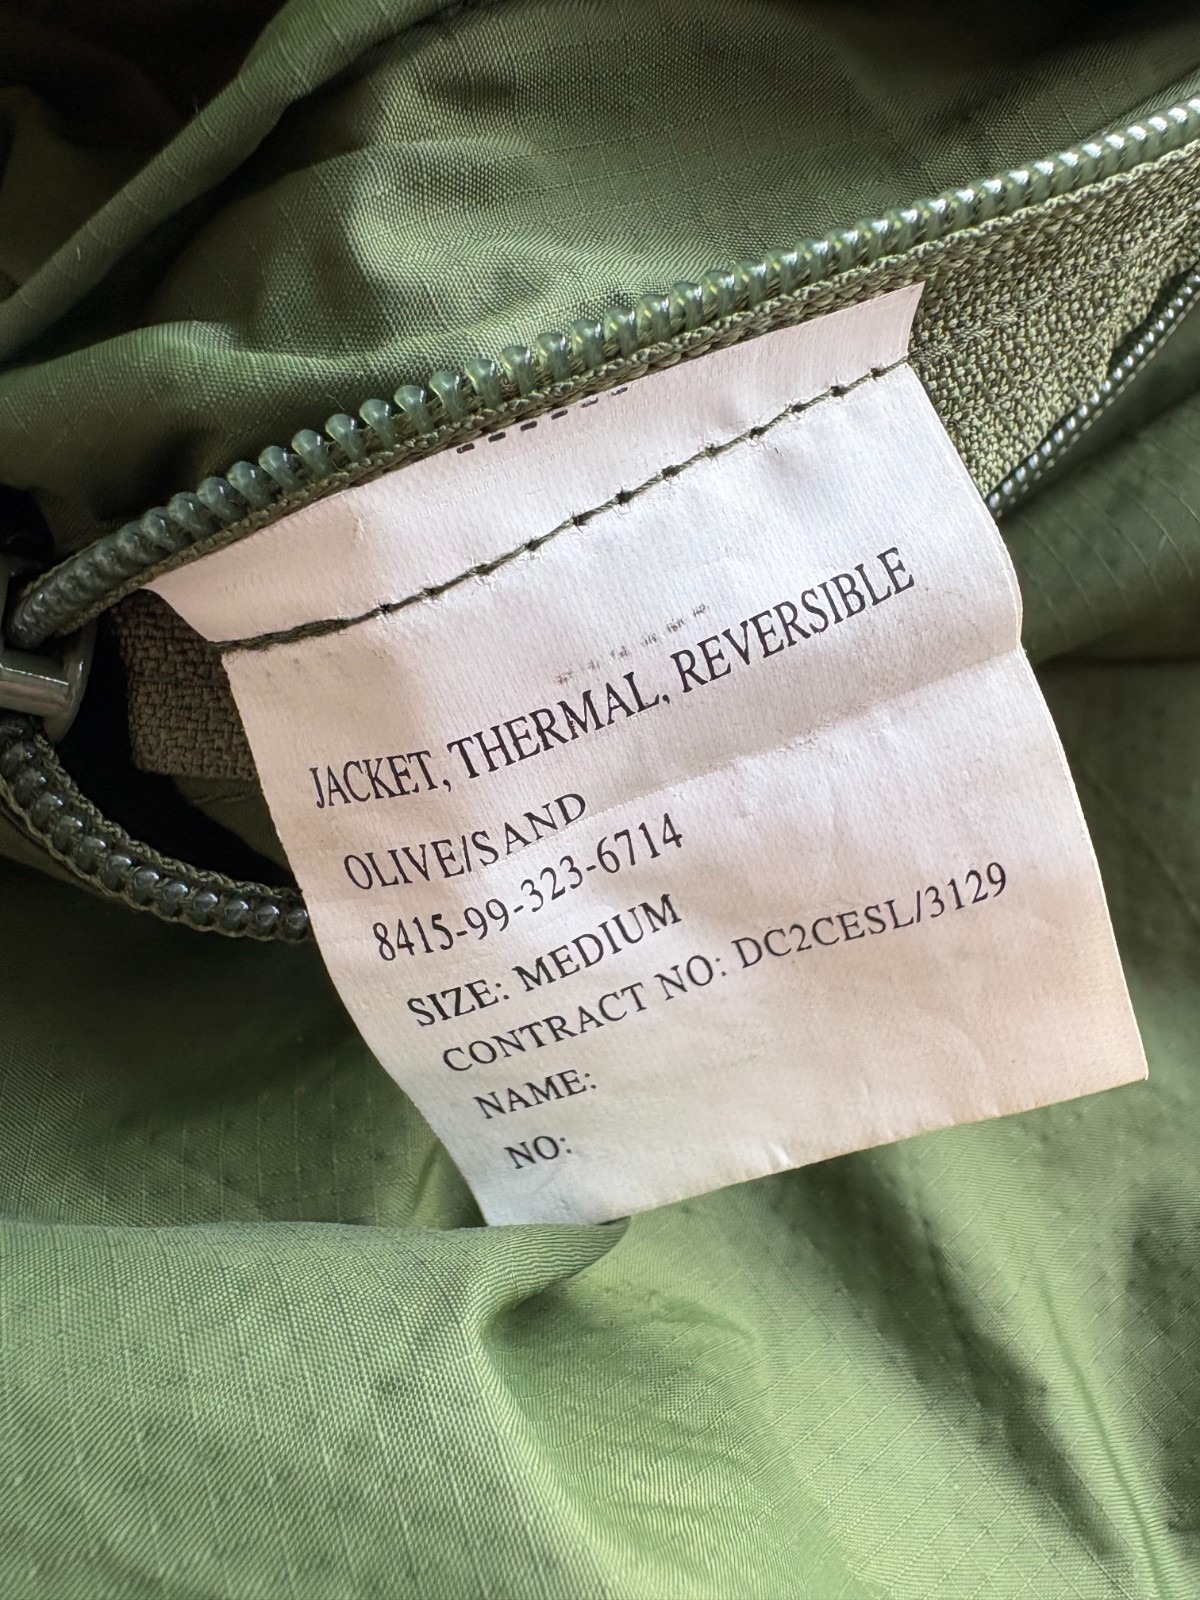 JACKET, THERMAL, REVERSIBLE
OLIVE/SAND
8415-99-323-6714
SIZE: MEDIUM
CONTRACT NO: DC2CESL/3129
NAME:
NO: